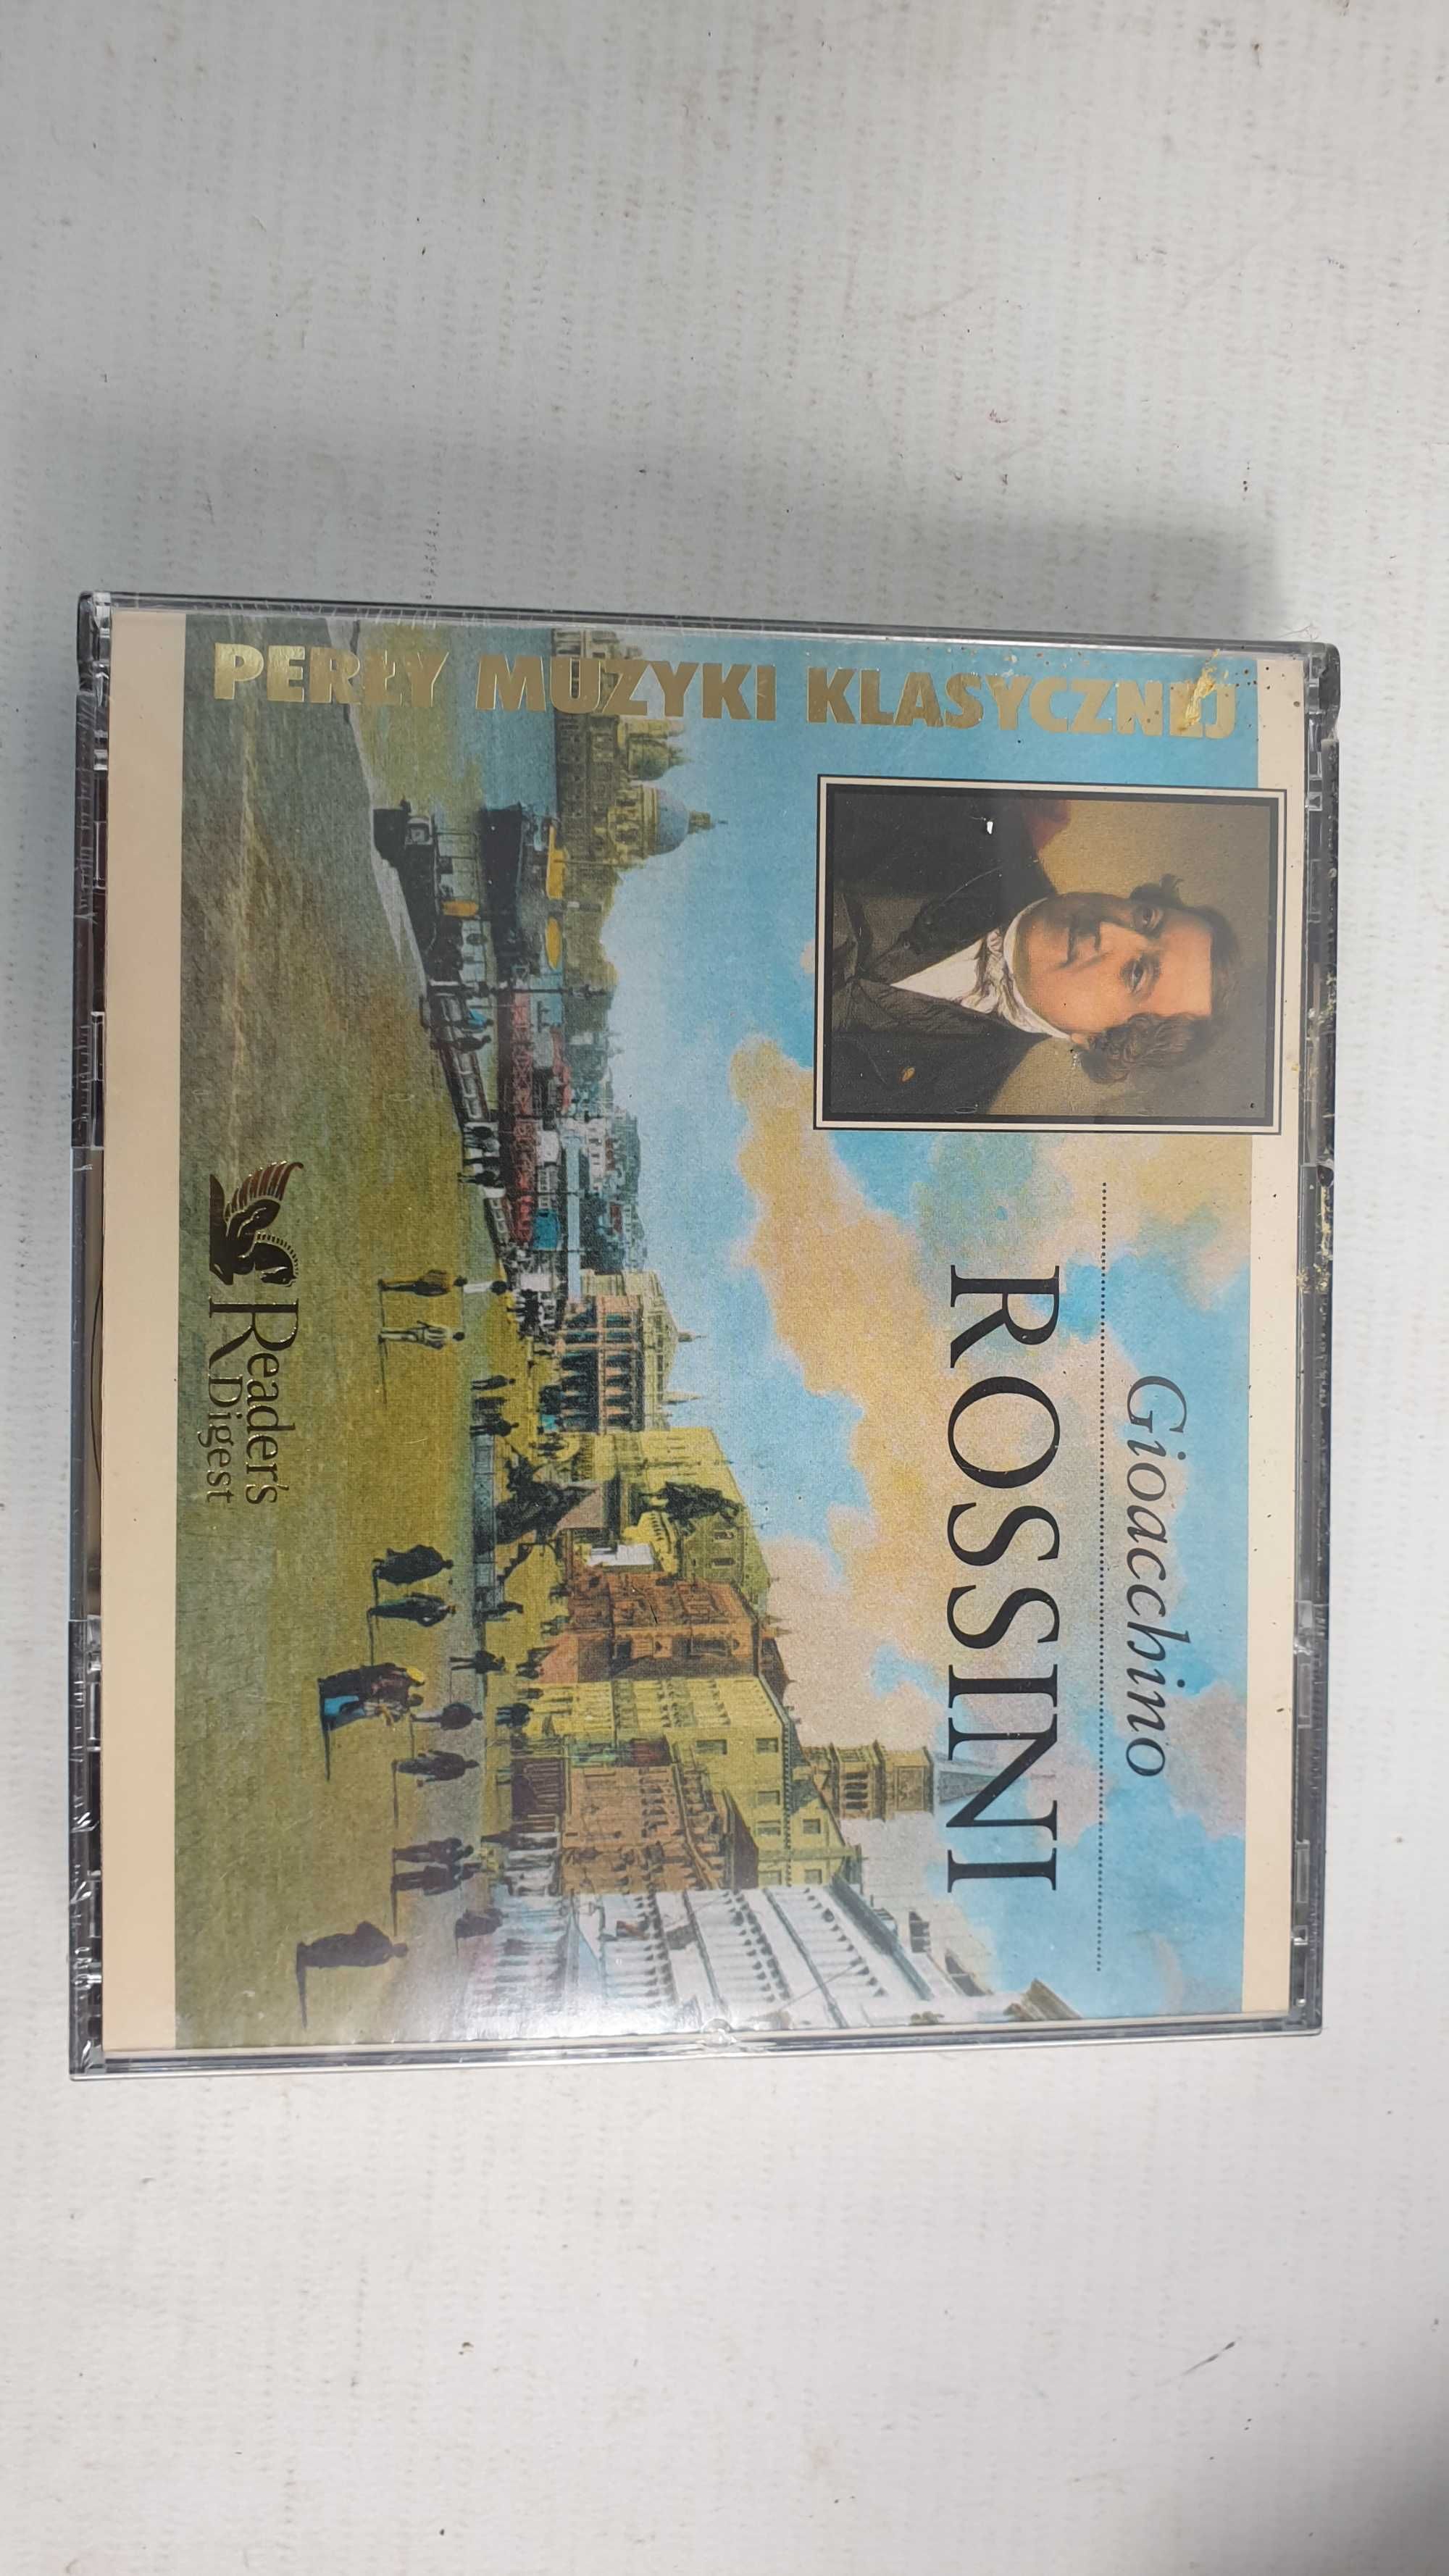 PERŁY MUZYKI KLASYCZNEJ
Gioacchino
ROSSINI
Reader's
Digest